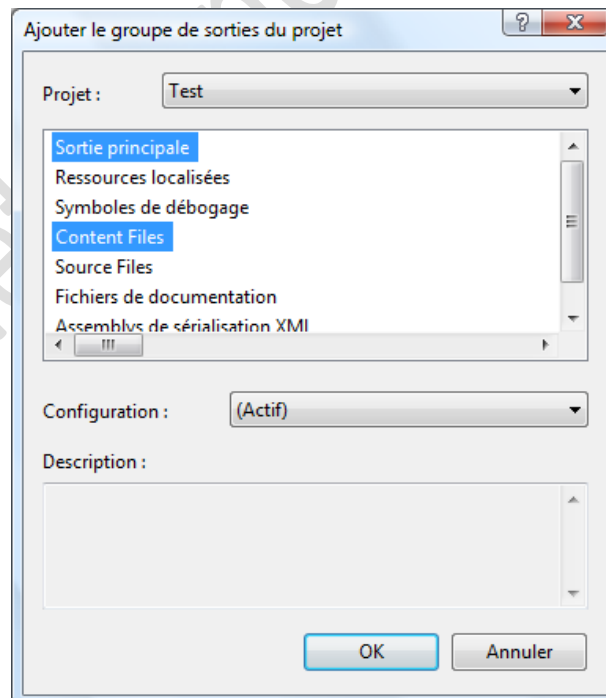 Ajouter le groupe de sorties du projet
Projet : Test
Sortie principale
Ressources localisées
Symboles de débogage
Content Files
Source Files
Fichiers de documentation
Assemblys de sérialisation XML
Configuration : (Actif)
Description :
OK Annuler